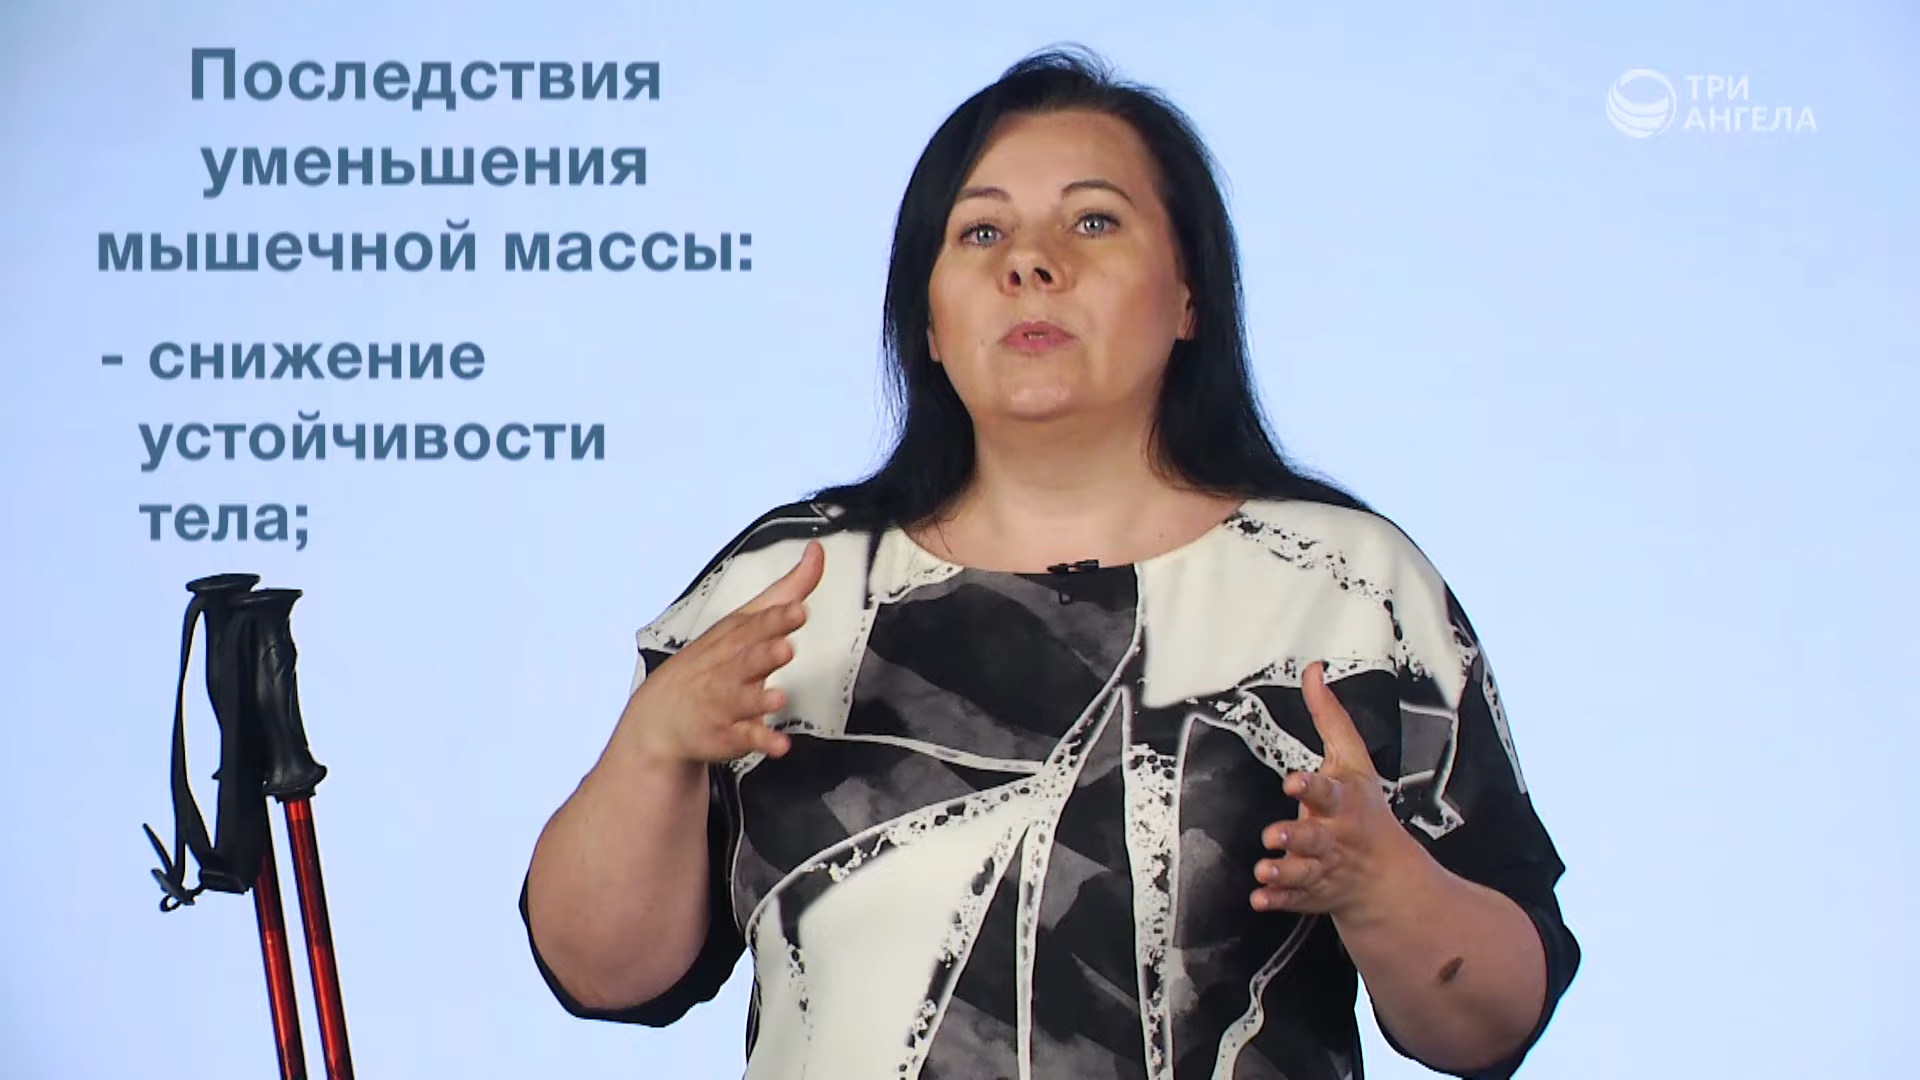 Последствия
уменьшения
мышечной массы:
- снижение
устойчивости
тела;
ТРИ
АНГЕЛА